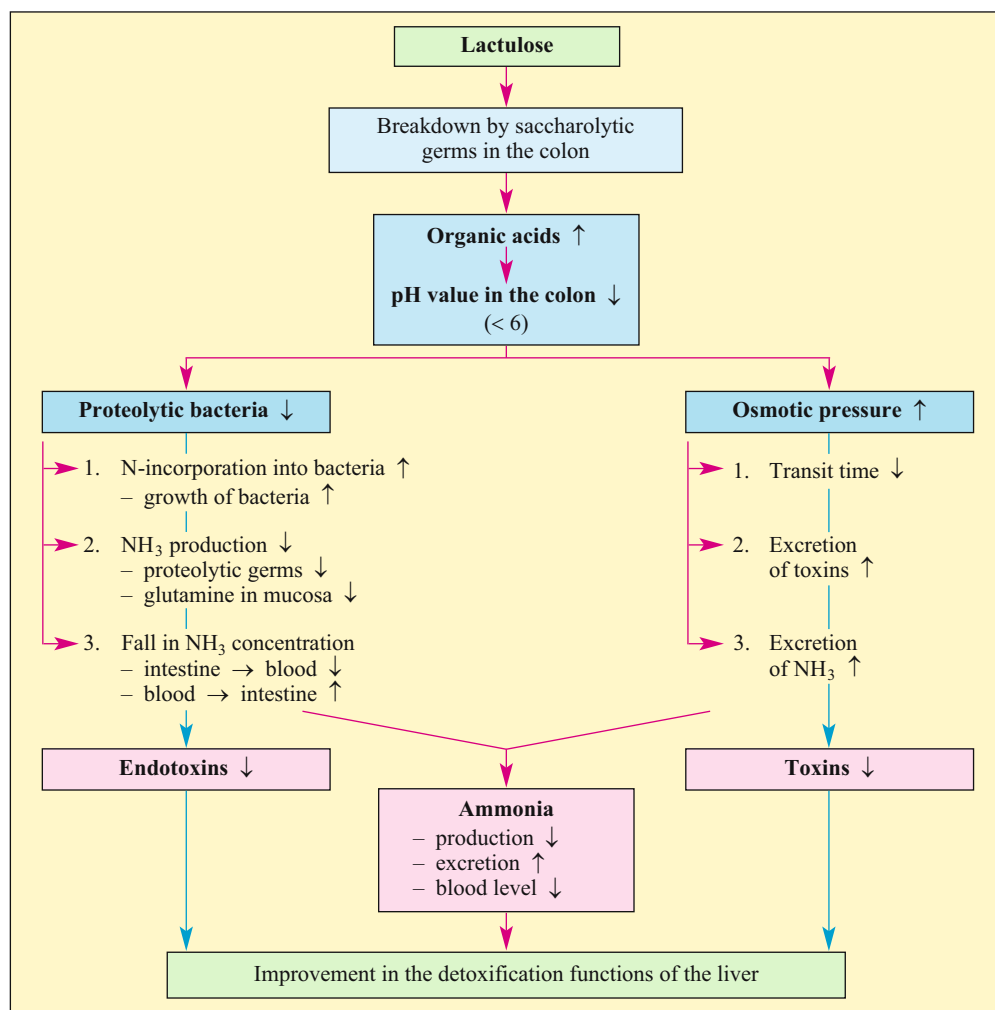 Lactulose
Breakdown by saccharolytic
germs in the colon
Organic acids ↑
pH value in the colon ↓
(< 6)
Proteolytic bacteria ↓
1. N-incorporation into bacteria ↑
– growth of bacteria ↑
2. NH₃ production ↓
– proteolytic germs ↓
– glutamine in mucosa ↓
3. Fall in NH₃ concentration
– intestine → blood ↓
– blood → intestine ↑
Endotoxins ↓
Osmotic pressure ↑
1. Transit time ↓
2. Excretion
of toxins ↑
3. Excretion
of NH₃ ↑
Toxins ↓
Ammonia
– production ↓
– excretion ↑
– blood level ↓
Improvement in the detoxification functions of the liver